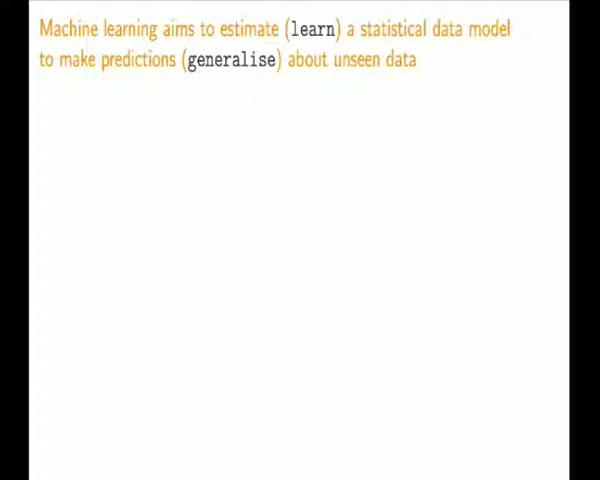 Machine learning aims to estimate (learn) a statistical data model
to make predictions (generalise) about unseen data